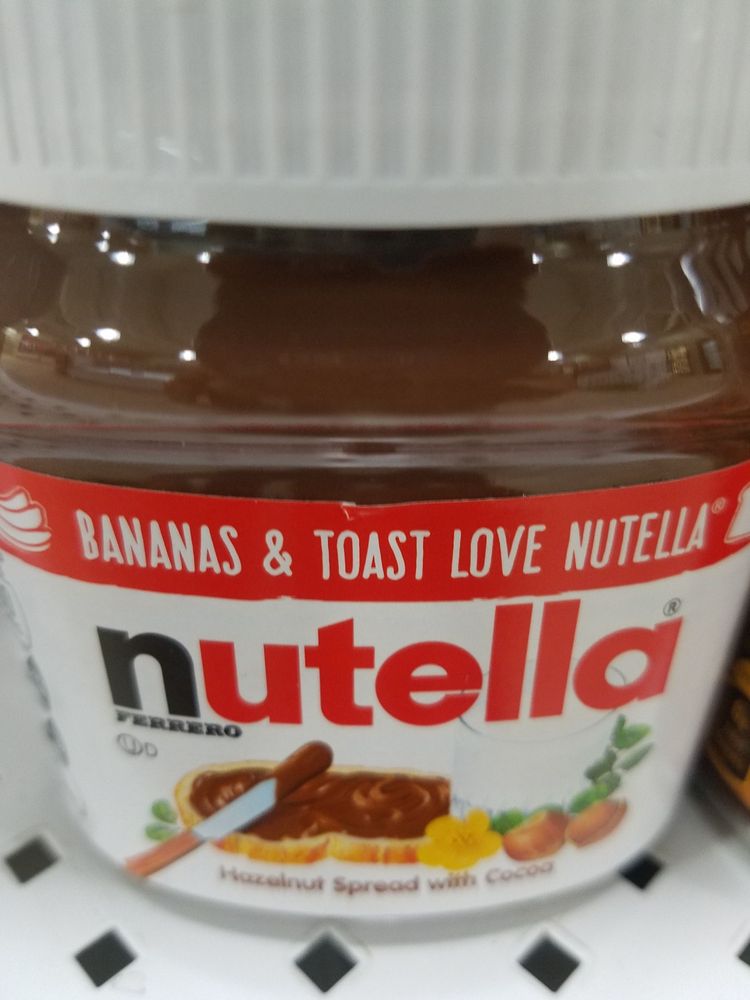 BANANAS & TOAST LOVE NUTELLA®
nutella®
FERRERO
U D
Hazelnut Spread with Cocoa